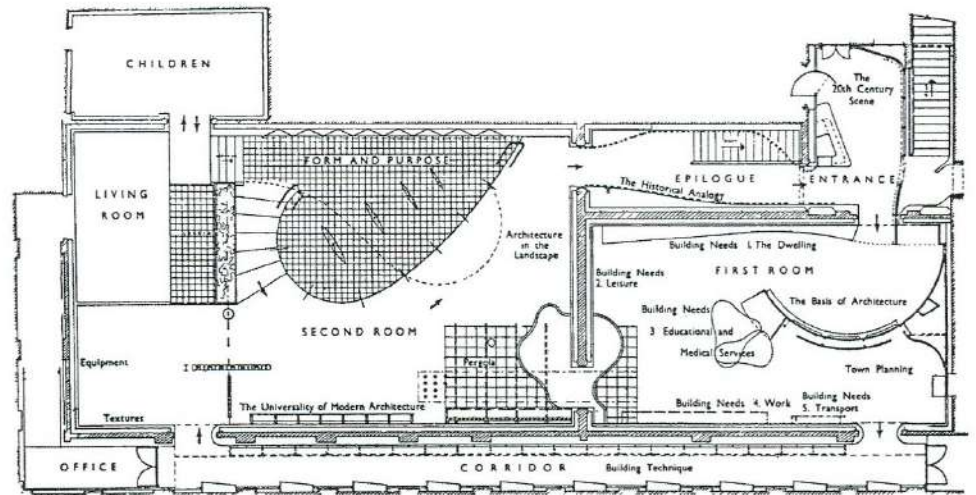 CHILDREN
The
20th Century
Scene
FORM AND PURPOSE
LIVING
ROOM
EPILOGUE
ENTRANCE
The Historical Analogy
Architecture
in the
Landscape
Building Needs 1. The Dwelling
FIRST ROOM
Building Needs
2. Leisure
The Basis of Architecture
Building Needs
3 Educational and
Medical Services
SECOND ROOM
Pergola
Equipment
Town Planning
Textures
The Universality of Modern Architecture
Building Needs 4. Work
Building Needs
5. Transport
OFFICE
CORRIDOR
Building Technique